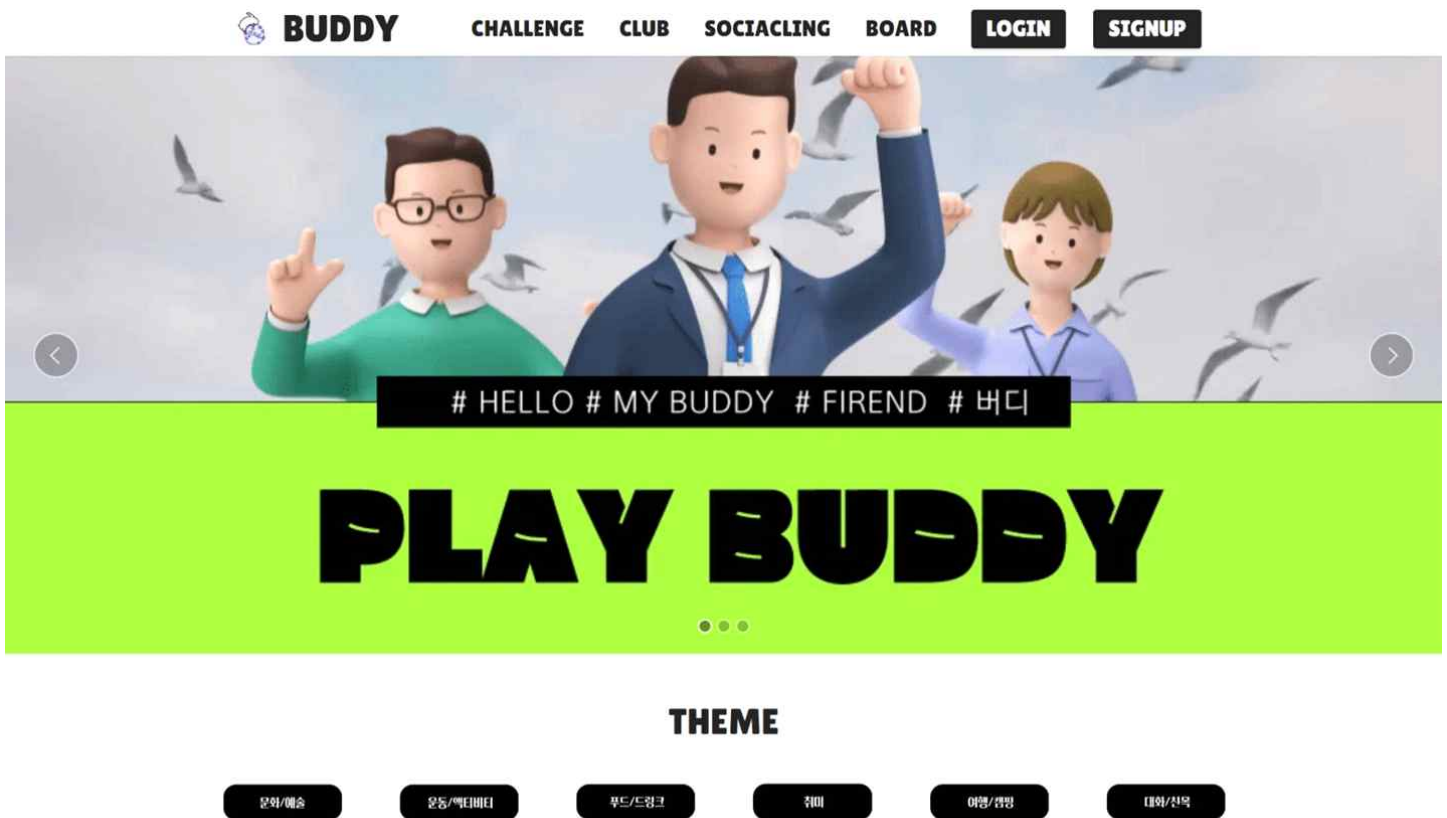 BUDDY CHALLENGE CLUB SOCIACLING BOARD LOGIN SIGNUP
# HELLO # MY BUDDY # FIREND # 버디
PLAY BUDDY
THEME
문화/예술 운동/액티비티 푸드/드링크 취미 여행/캠핑 대화/친목